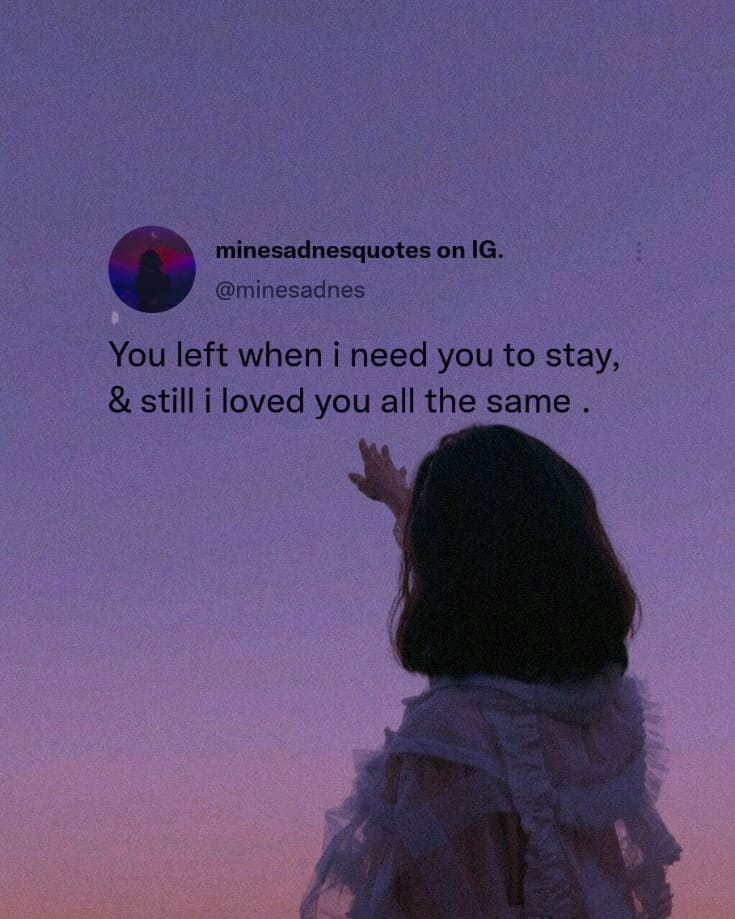 minesadnesquotes on IG.
@minesadnes
You left when i need you to stay,
& still i loved you all the same .